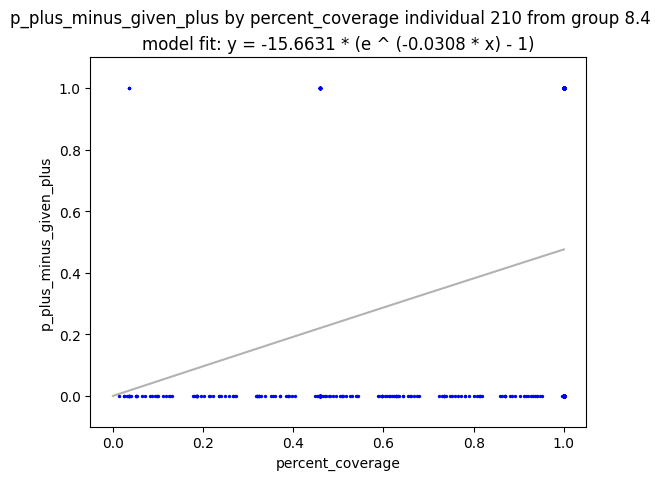 p_plus_minus_given_plus by percent_coverage individual 210 from group 8.4
model fit: y = -15.6631 * (e ^ (-0.0308 * x) - 1)
1.0
0.8
0.6
0.4
0.2
0.0
p_plus_minus_given_plus
0.0 0.2 0.4 0.6 0.8 1.0
percent_coverage